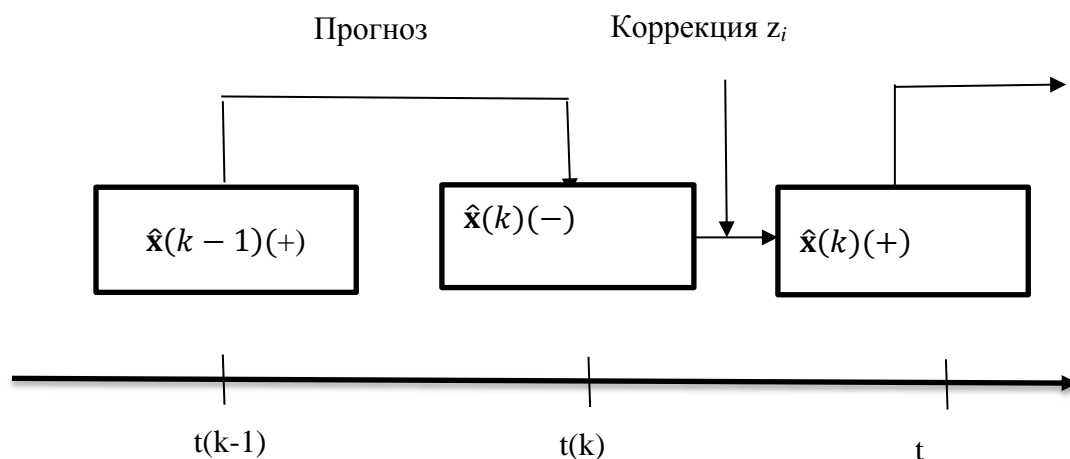 Прогноз Коррекция zᵢ
x̂(k − 1)(+) x̂(k)(−) x̂(k)(+)
t(k-1) t(k) t